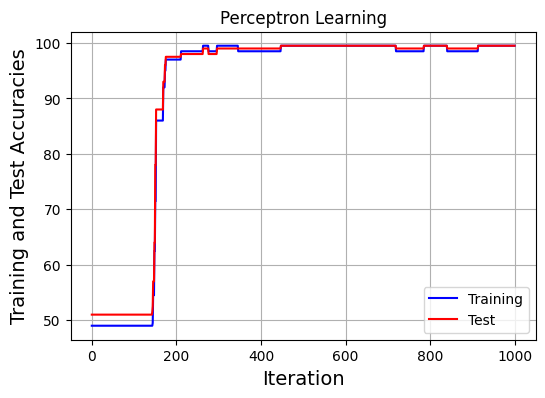 Perceptron Learning
Training and Test Accuracies
100
90
80
70
60
50
0 200 400 600 800 1000
Iteration
Training
Test